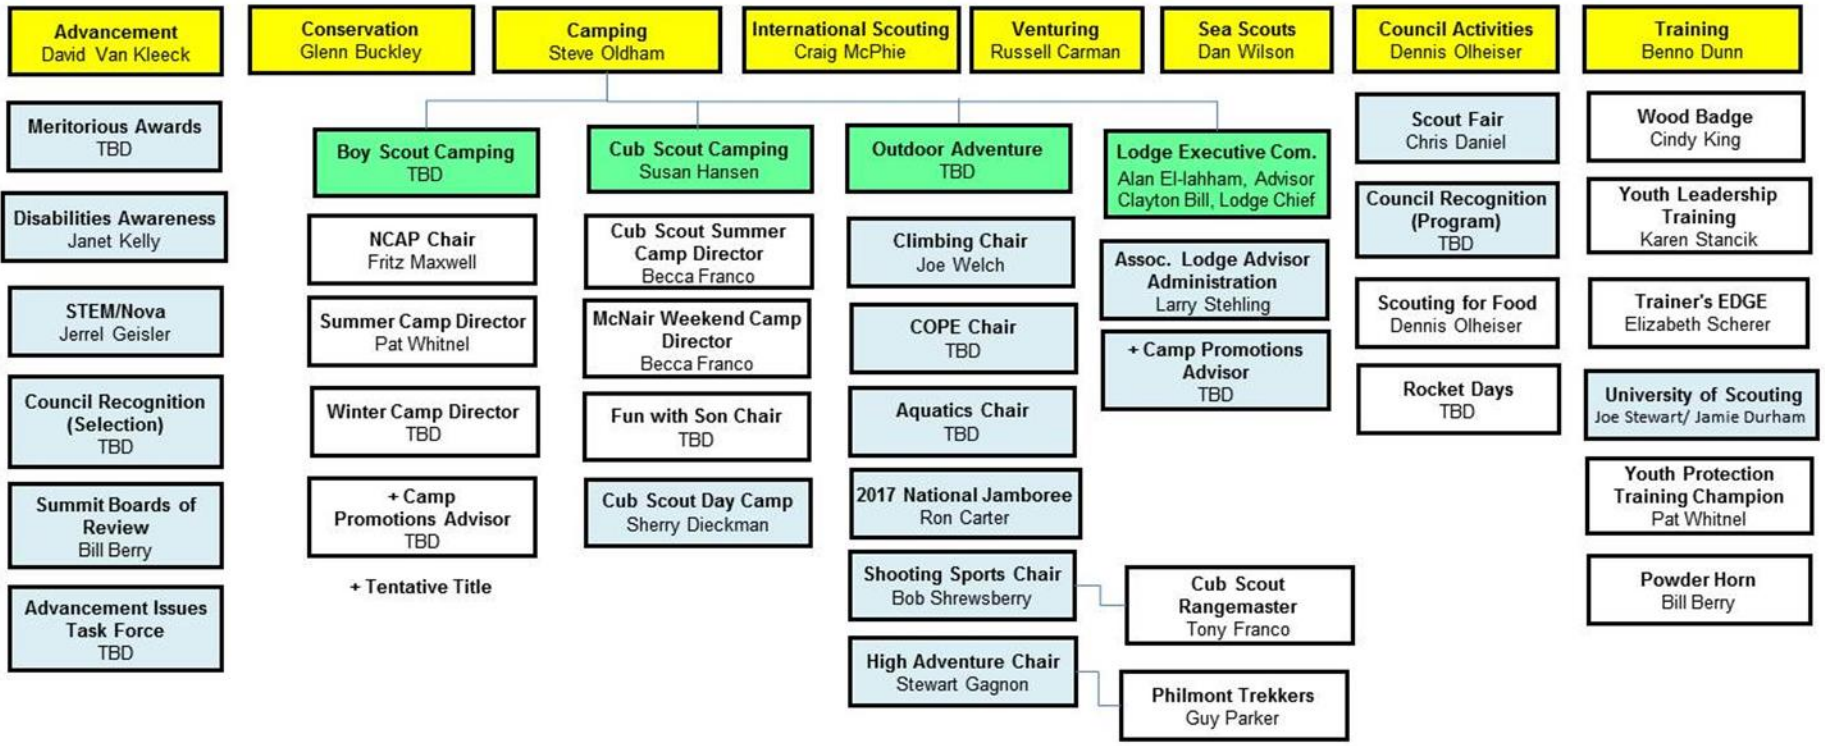 Advancement
David Van Kleeck
Conservation
Glenn Buckley
Camping
Steve Oldham
International Scouting
Craig McPhie
Venturing
Russell Carman
Sea Scouts
Dan Wilson
Council Activities
Dennis Olheiser
Training
Benno Dunn
Meritorious Awards
TBD
Disabilities Awareness
Janet Kelly
STEM/Nova
Jerrel Geisler
Council Recognition
(Selection)
TBD
Summit Boards of
Review
Bill Berry
Advancement Issues
Task Force
TBD
Boy Scout Camping
TBD
NCAP Chair
Fritz Maxwell
Summer Camp Director
Pat Whitnel
Winter Camp Director
TBD
+ Camp
Promotions Advisor
TBD
+ Tentative Title
Cub Scout Camping
Susan Hansen
Cub Scout Summer
Camp Director
Becca Franco
McNair Weekend Camp
Director
Becca Franco
Fun with Son Chair
TBD
Cub Scout Day Camp
Sherry Dieckman
Outdoor Adventure
TBD
Climbing Chair
Joe Welch
COPE Chair
TBD
Aquatics Chair
TBD
2017 National Jamboree
Ron Carter
Shooting Sports Chair
Bob Shrewsberry
High Adventure Chair
Stewart Gagnon
Cub Scout
Rangemaster
Tony Franco
Philmont Trekkers
Guy Parker
Lodge Executive Com.
Alan El-lahham, Advisor
Clayton Bill, Lodge Chief
Assoc. Lodge Advisor
Administration
Larry Stehling
+ Camp Promotions
Advisor
TBD
Scout Fair
Chris Daniel
Council Recognition
(Program)
TBD
Scouting for Food
Dennis Olheiser
Rocket Days
TBD
Wood Badge
Cindy King
Youth Leadership
Training
Karen Stancik
Trainer's EDGE
Elizabeth Scherer
University of Scouting
Joe Stewart/ Jamie Durham
Youth Protection
Training Champion
Pat Whitnel
Powder Horn
Bill Berry